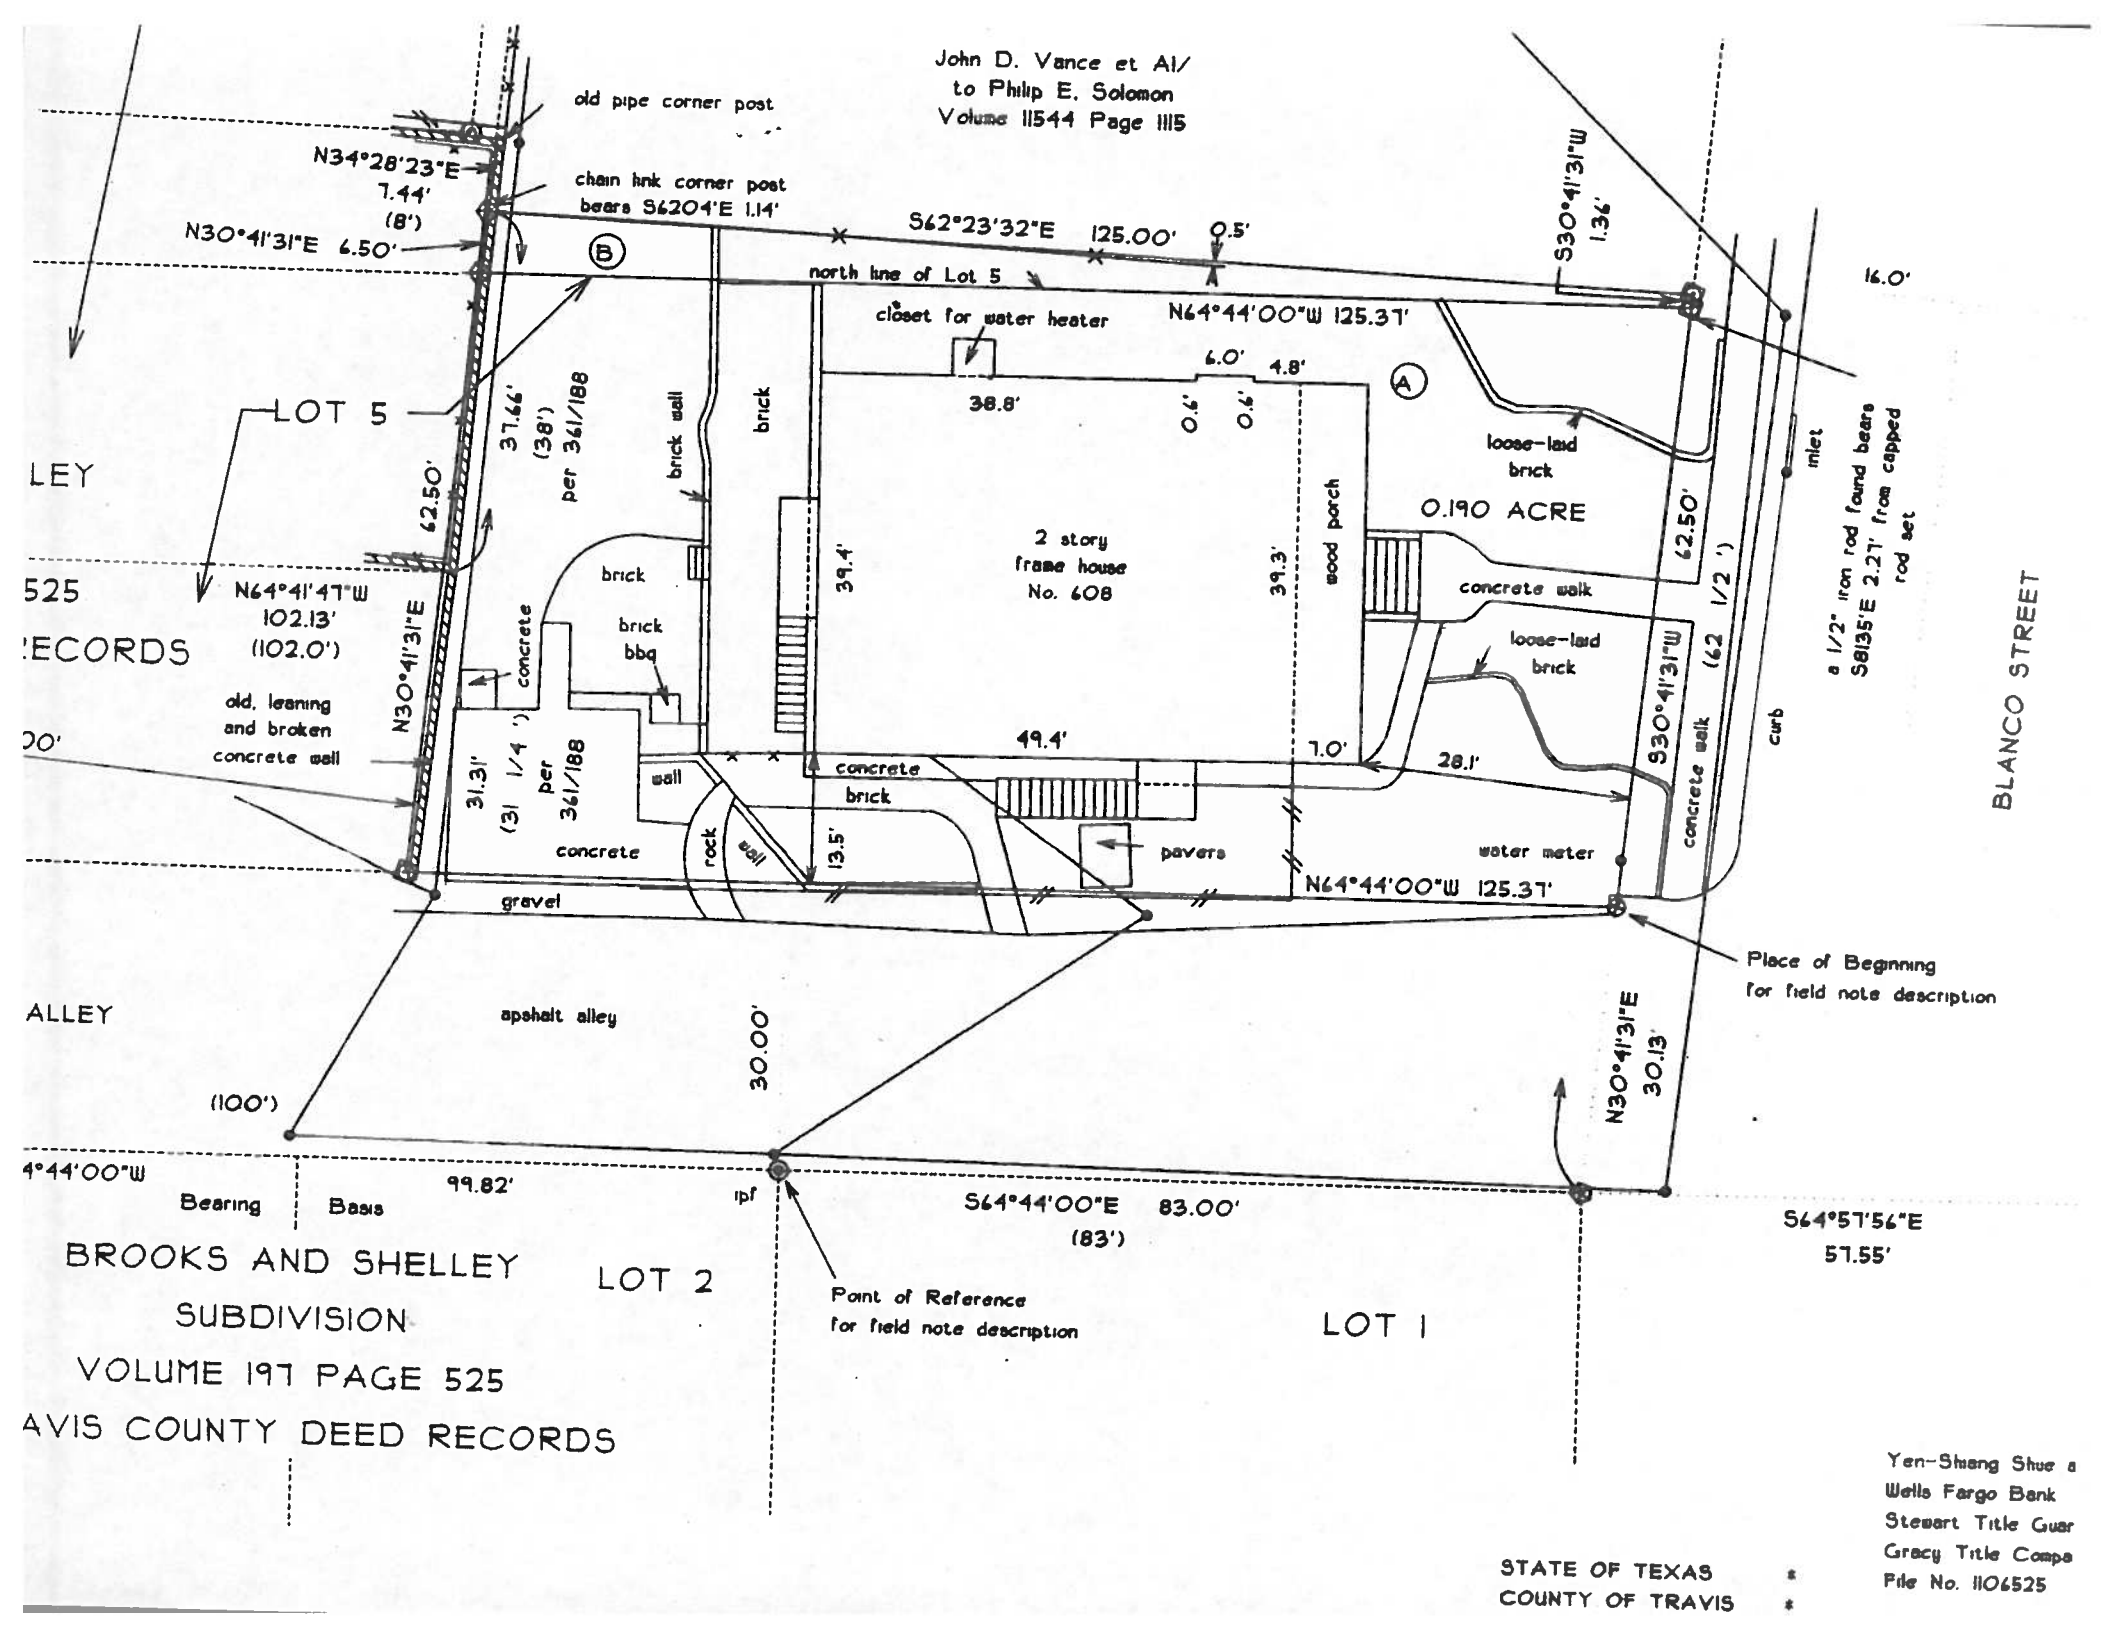 John D. Vance et Al/
to Philip E. Solomon
Volume 11544 Page 1115
old pipe corner post
N34°28'23"E
7.44'
(8')
chain link corner post
bears S6204'E 1.14'
N30°41'31"E 6.50'
B
S62°23'32"E 125.00'
0.5'
S30°41'31"W
1.36'
16.0'
north line of Lot 5
N64°44'00"W 125.37'
closet for water heater
6.0'
4.8'
A
38.8'
0.6'
0.6'
LOT 5
37.66'
(38')
per 361/188
brick wall
brick
loose-laid
brick
inlet
a 1/2" iron rod found bears
S8135'E 2.27' from capped
rod set
LEY
62.50'
0.190 ACRE
wood porch
2 story
frame house
No. 608
39.4'
39.3'
62.50'
(62 1/2 ')
S30°41'31"W
525
N64°41'47"W
102.13'
(102.0')
N30°41'31"E
brick
concrete
brick
bbq
concrete walk
loose-laid
brick
BLANCO STREET
ECORDS
old, leaning
and broken
concrete wall
00'
31.31'
(31 1/4 ')
per
361/188
wall
49.4'
7.0'
28.1'
concrete walk
curb
concrete
brick
concrete
rock
wall
13.5'
pavers
water meter
N64°44'00"W 125.37'
gravel
Place of Beginning
for field note description
ALLEY
apshalt alley
30.00'
N30°41'31"E
30.13'
(100')
4°44'00"W
99.82'
ipf
S64°44'00"E 83.00'
(83')
S64°57'56"E
57.55'
Bearing Basis
BROOKS AND SHELLEY
SUBDIVISION
VOLUME 197 PAGE 525
AVIS COUNTY DEED RECORDS
LOT 2
Point of Reference
for field note description
LOT 1
Yen-Shiang Shue a
Wells Fargo Bank
Stewart Title Guar
Gracy Title Compa
File No. 1106525
STATE OF TEXAS *
COUNTY OF TRAVIS *